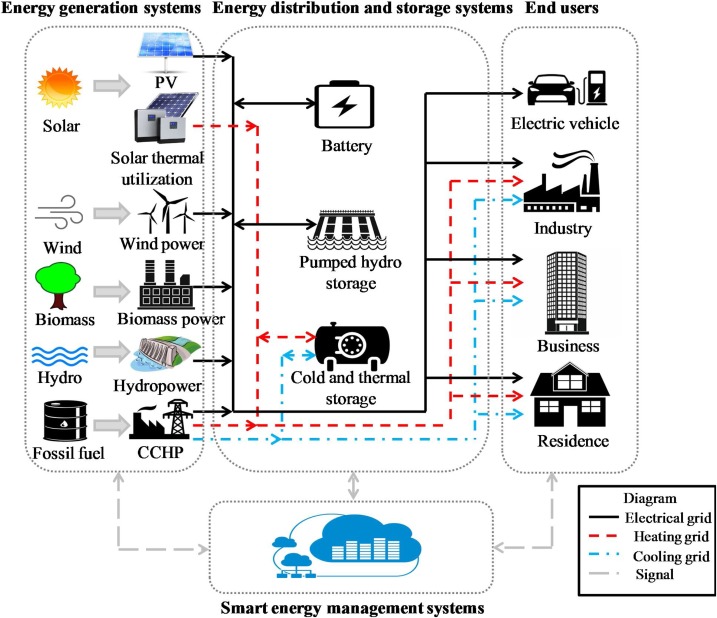 Energy generation systems
Energy distribution and storage systems
End users
Solar
PV
Solar thermal
utilization
Wind
Wind power
Biomass
Biomass power
Hydro
Hydropower
Fossil fuel
CCHP
Battery
Pumped hydro
storage
Cold and thermal
storage
Electric vehicle
Industry
Business
Residence
Smart energy management systems
Diagram
Electrical grid
Heating grid
Cooling grid
Signal